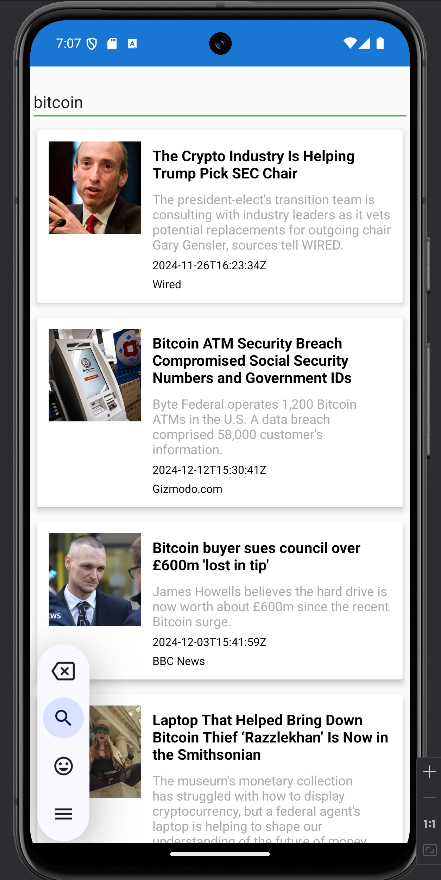 7:07
bitcoin
The Crypto Industry Is Helping
Trump Pick SEC Chair
The president-elect's transition team is
consulting with industry leaders as it vets
potential replacements for outgoing chair
Gary Gensler, sources tell WIRED.
2024-11-26T16:23:34Z
Wired
Bitcoin ATM Security Breach
Compromised Social Security
Numbers and Government IDs
Byte Federal operates 1,200 Bitcoin
ATMs in the U.S. A data breach
comprised 58,000 customer's
information.
2024-12-12T15:30:41Z
Gizmodo.com
Bitcoin buyer sues council over
£600m 'lost in tip'
James Howells believes the hard drive is
now worth about £600m since the recent
Bitcoin surge.
2024-12-03T15:41:59Z
BBC News
Laptop That Helped Bring Down
Bitcoin Thief ‘Razzlekhan’ Is Now in
the Smithsonian
The museum's monetary collection
has struggled with how to display
cryptocurrency, but a federal agent's
laptop is helping to shape our
understanding of the future of money
1:1